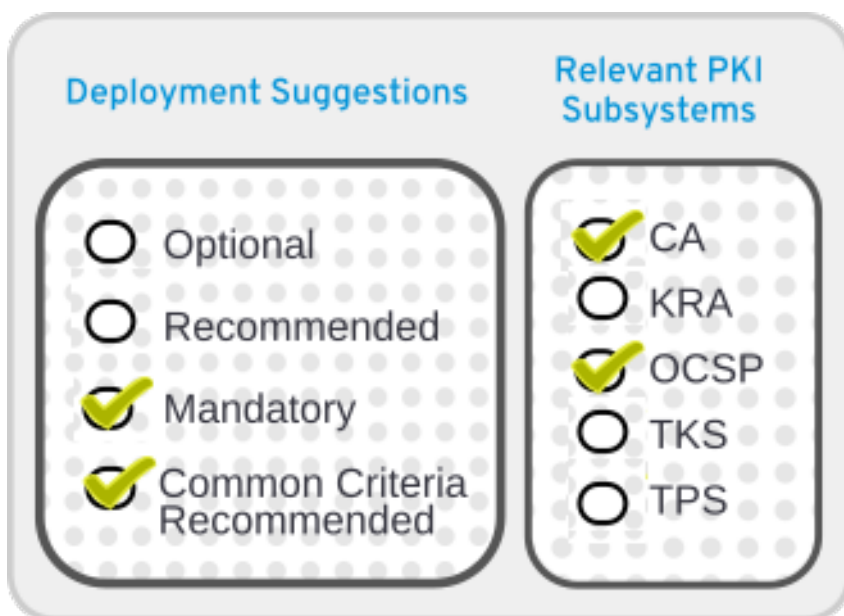 Deployment Suggestions
Optional
Recommended
Mandatory
Common Criteria
Recommended
Relevant PKI
Subsystems
CA
KRA
OCSP
TKS
TPS